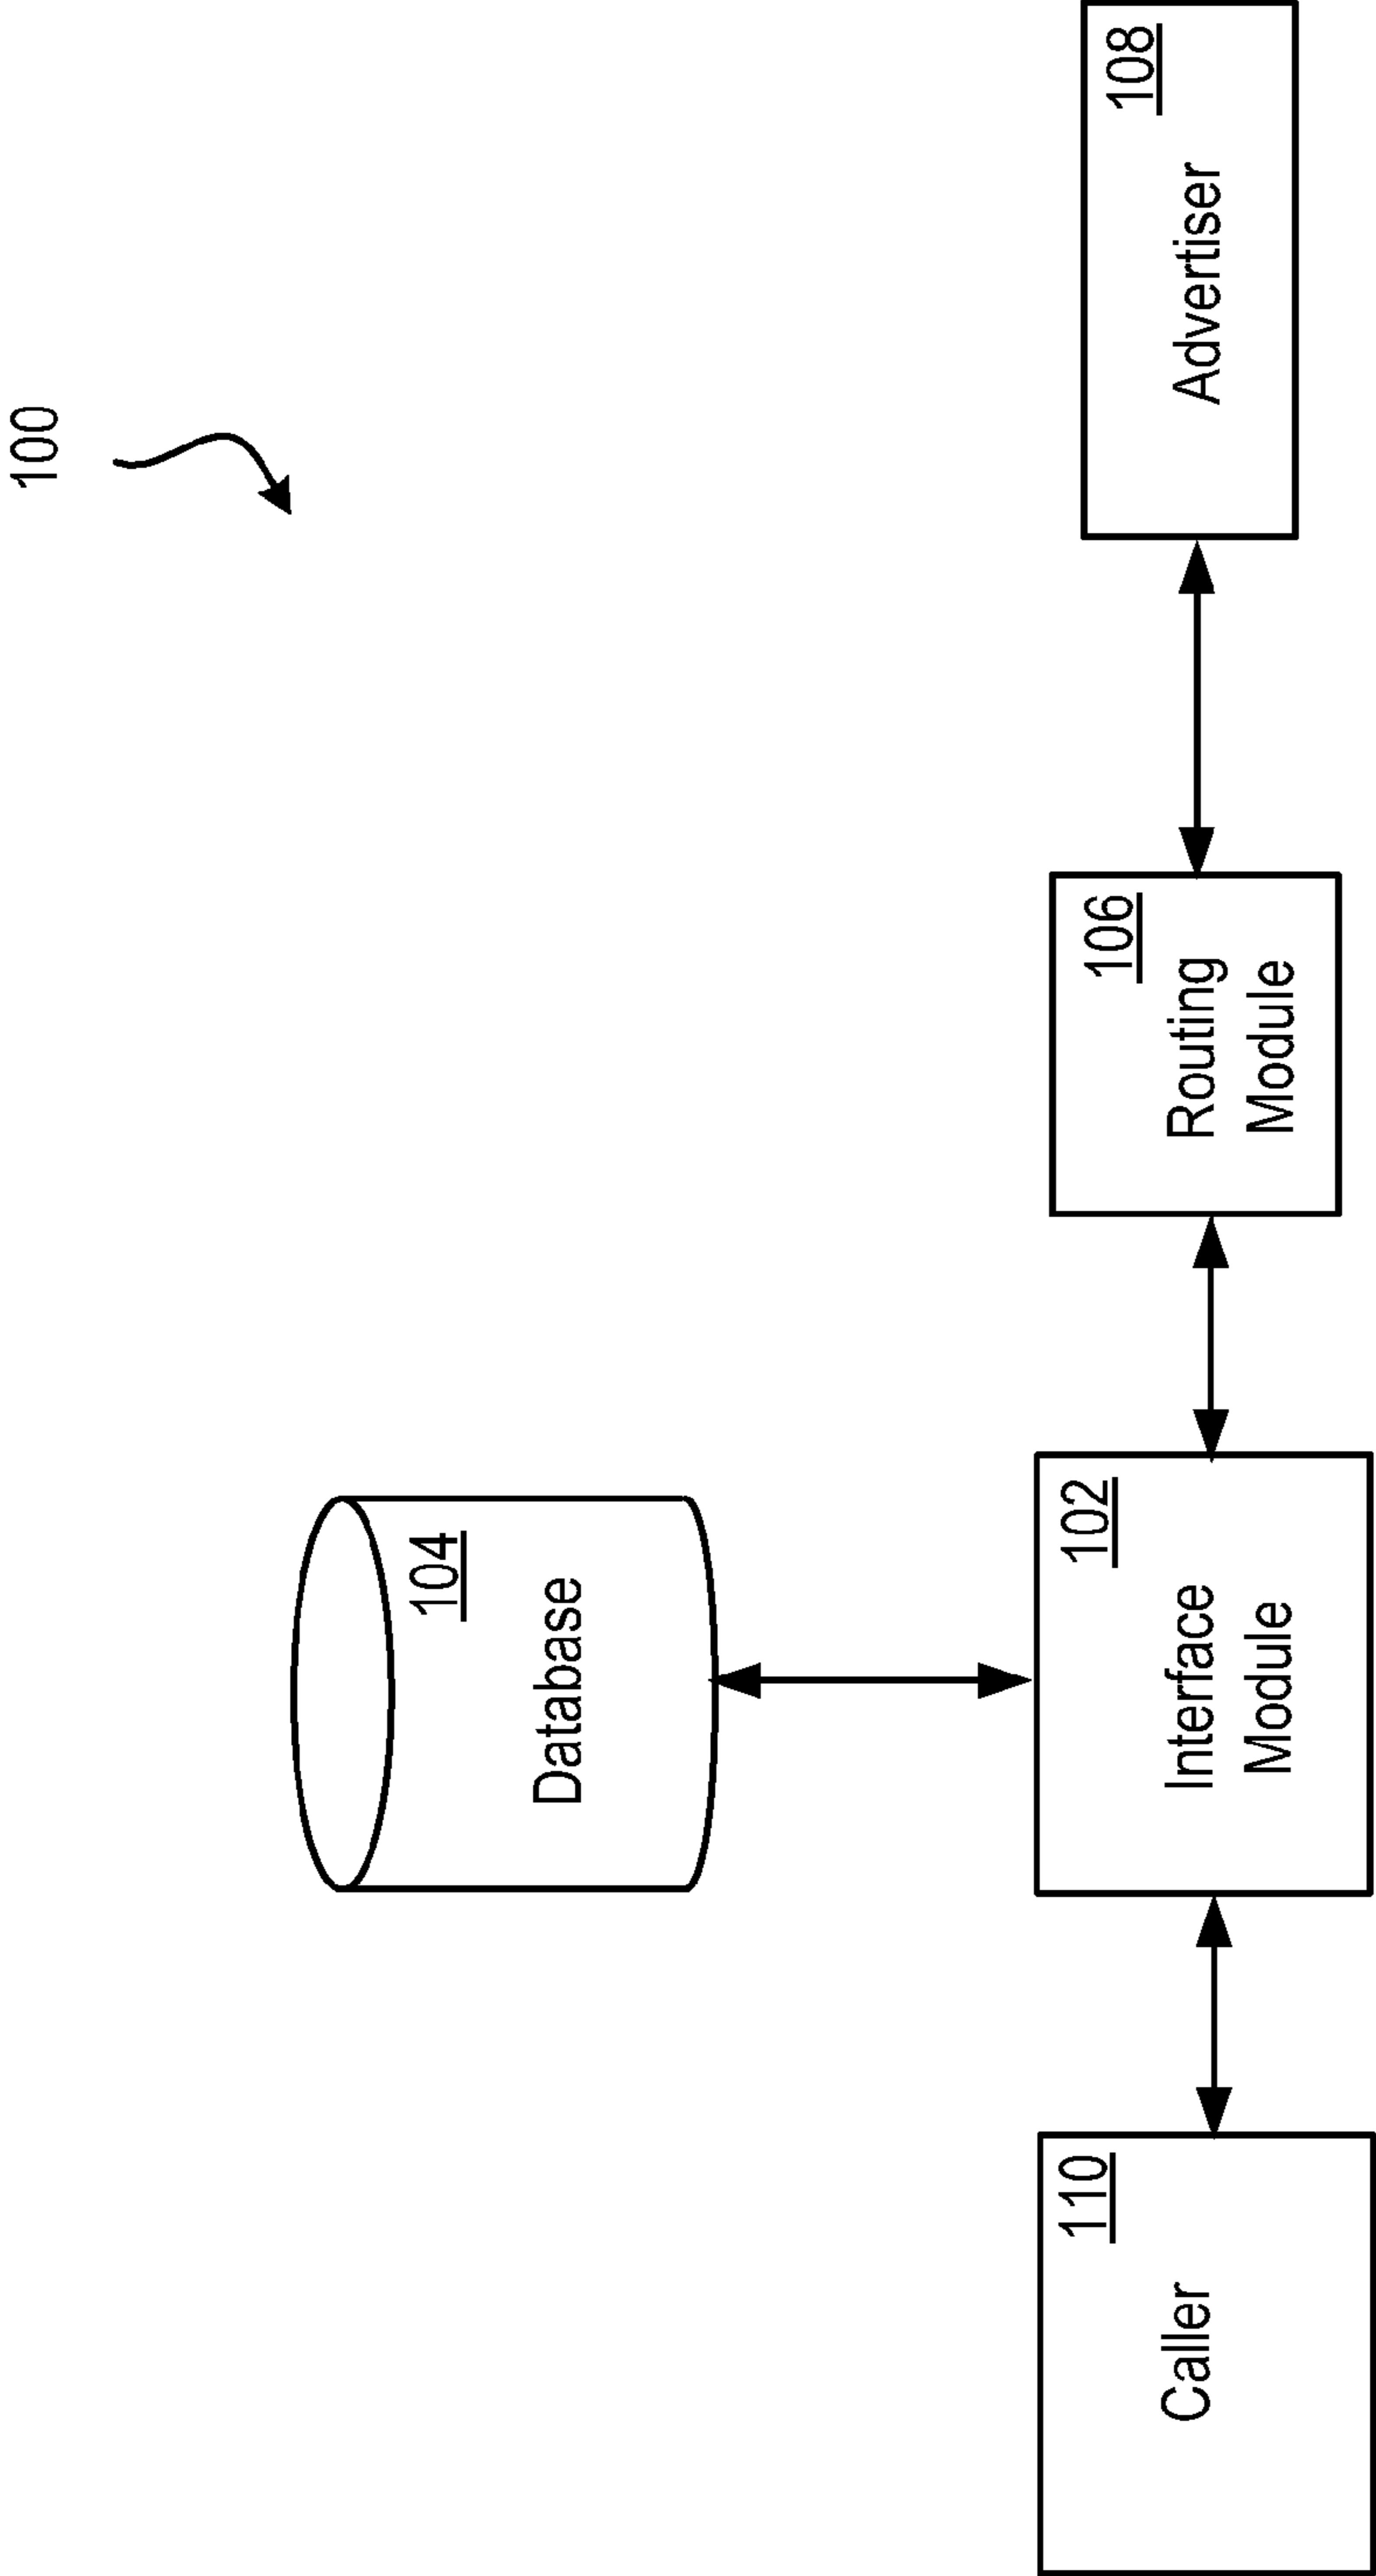 100
104
Database
110
Caller
102
Interface
Module
106
Routing
Module
108
Advertiser